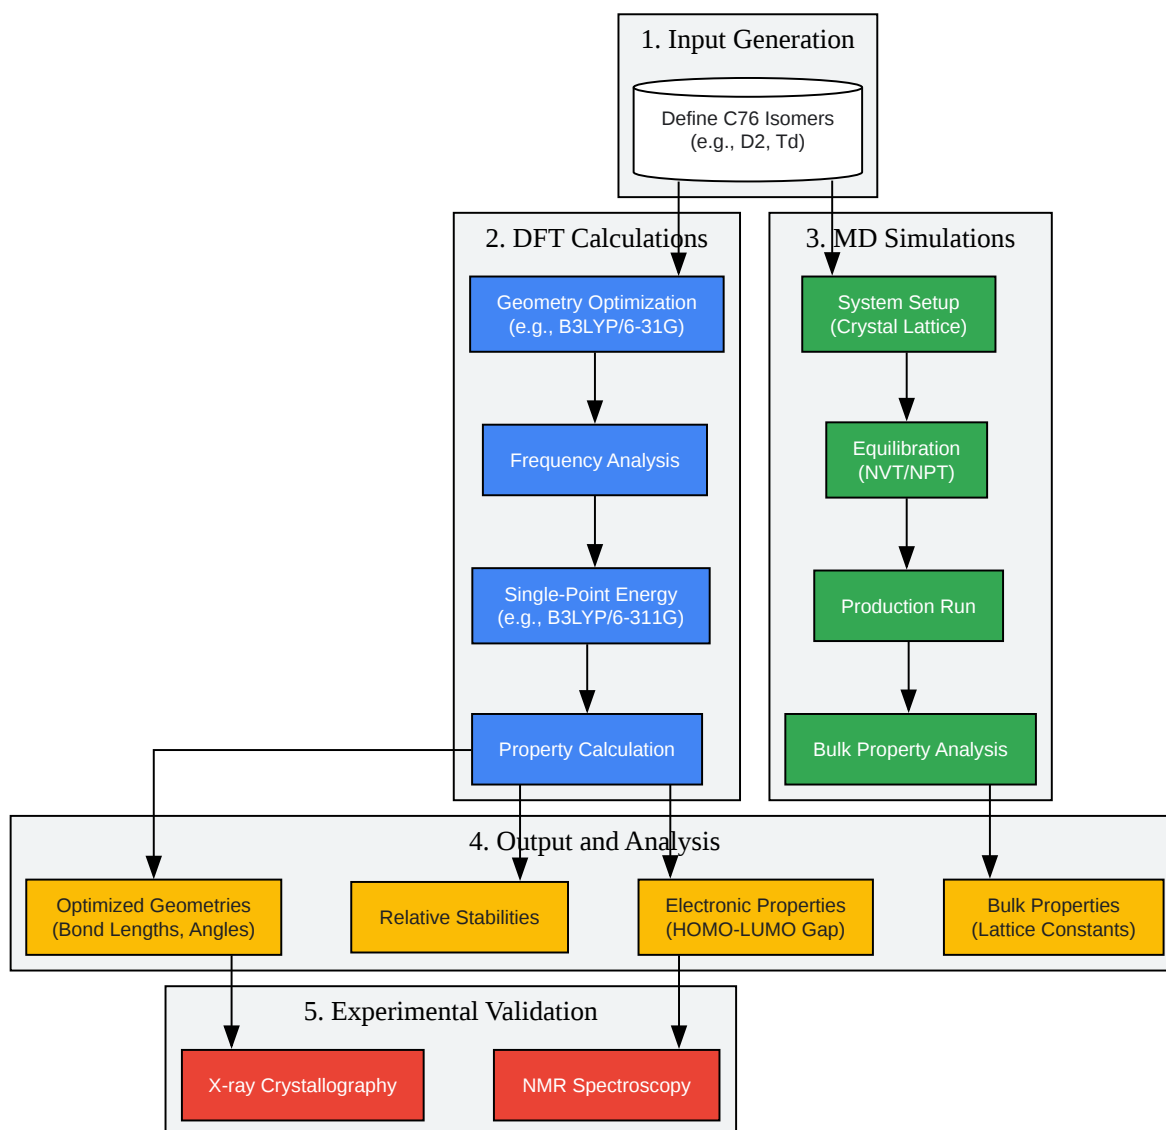 1. Input Generation
Define C76 Isomers
(e.g., D2, Td)
2. DFT Calculations
Geometry Optimization
(e.g., B3LYP/6-31G)
Frequency Analysis
Single-Point Energy
(e.g., B3LYP/6-311G)
Property Calculation
3. MD Simulations
System Setup
(Crystal Lattice)
Equilibration
(NVT/NPT)
Production Run
Bulk Property Analysis
4. Output and Analysis
Optimized Geometries
(Bond Lengths, Angles)
Relative Stabilities
Electronic Properties
(HOMO-LUMO Gap)
Bulk Properties
(Lattice Constants)
5. Experimental Validation
X-ray Crystallography
NMR Spectroscopy